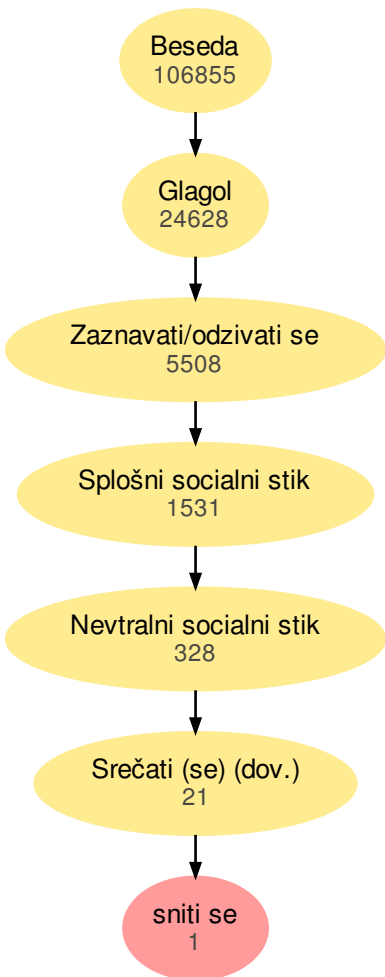 Beseda
106855
Glagol
24628
Zaznavati/odzivati se
5508
Splošni socialni stik
1531
Nevtralni socialni stik
328
Srečati (se) (dov.)
21
sniti se
1